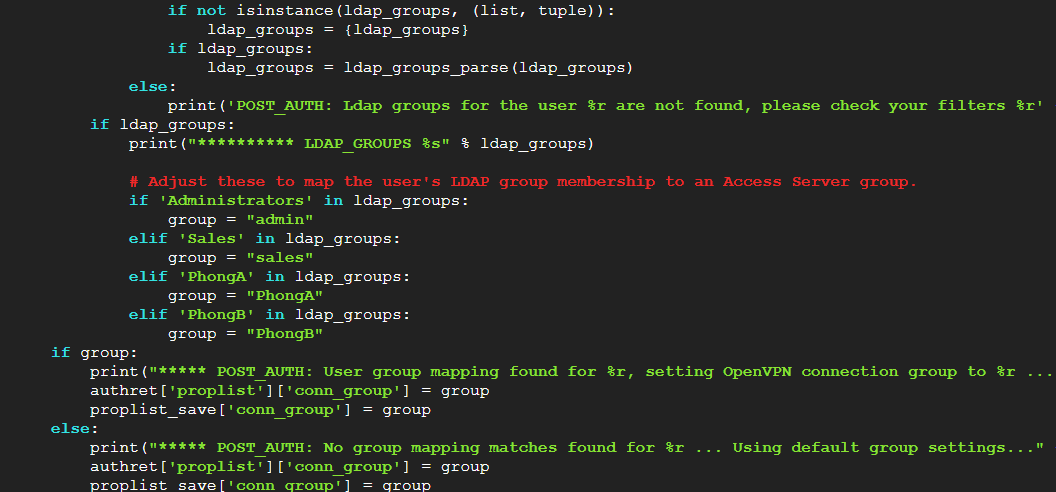 if not isinstance(ldap_groups, (list, tuple)):
ldap_groups = {ldap_groups}
if ldap_groups:
ldap_groups = ldap_groups_parse(ldap_groups)
else:
print('POST_AUTH: Ldap groups for the user %r are not found, please check your filters %r'
if ldap_groups:
print("********** LDAP_GROUPS %s" % ldap_groups)
# Adjust these to map the user's LDAP group membership to an Access Server group.
if 'Administrators' in ldap_groups:
group = "admin"
elif 'Sales' in ldap_groups:
group = "sales"
elif 'PhongA' in ldap_groups:
group = "PhongA"
elif 'PhongB' in ldap_groups:
group = "PhongB"
if group:
print("***** POST_AUTH: User group mapping found for %r, setting OpenVPN connection group to %r ...
authret['proplist']['conn_group'] = group
proplist_save['conn_group'] = group
else:
print("***** POST_AUTH: No group mapping matches found for %r ... Using default group settings..."
authret['proplist']['conn_group'] = group
proplist_save['conn_group'] = group